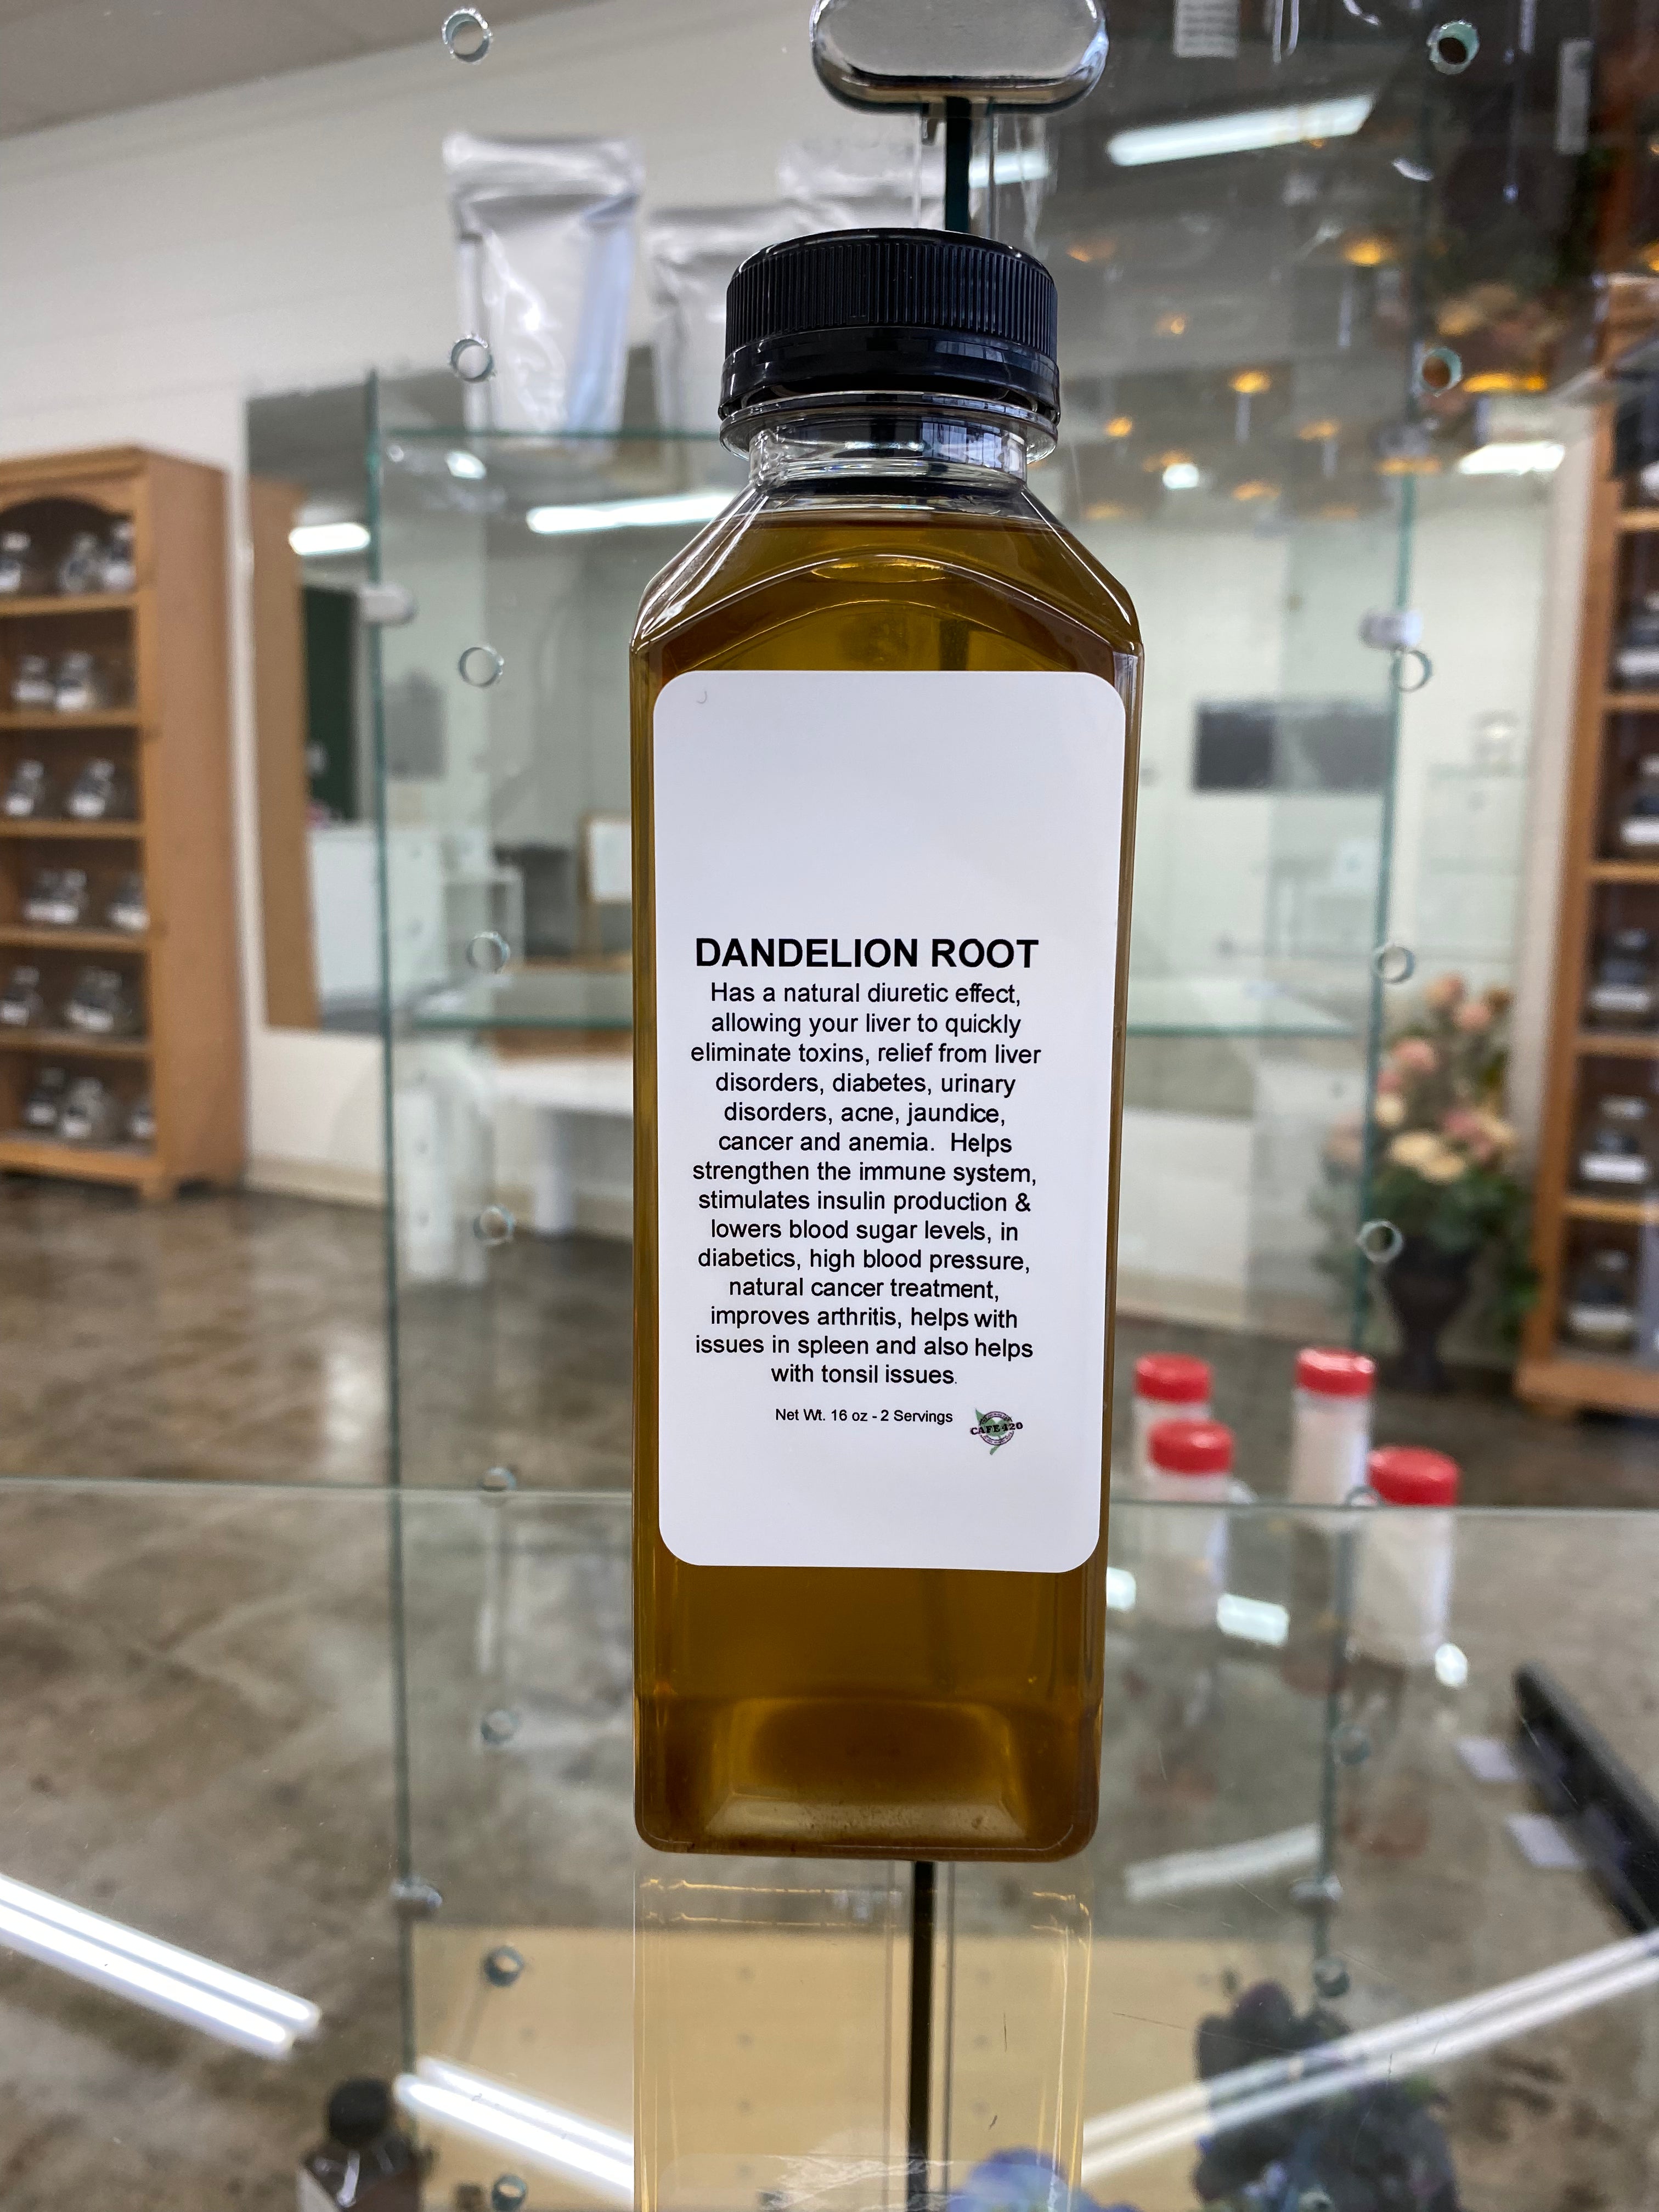 DANDELION ROOT
Has a natural diuretic effect,
allowing your liver to quickly
eliminate toxins, relief from liver
disorders, diabetes, urinary
disorders, acne, jaundice,
cancer and anemia.  Helps
strengthen the immune system,
stimulates insulin production &
lowers blood sugar levels, in
diabetics, high blood pressure,
natural cancer treatment,
improves arthritis, helps with
issues in spleen and also helps
with tonsil issues.
Net Wt. 16 oz - 2 Servings
CAFE 420